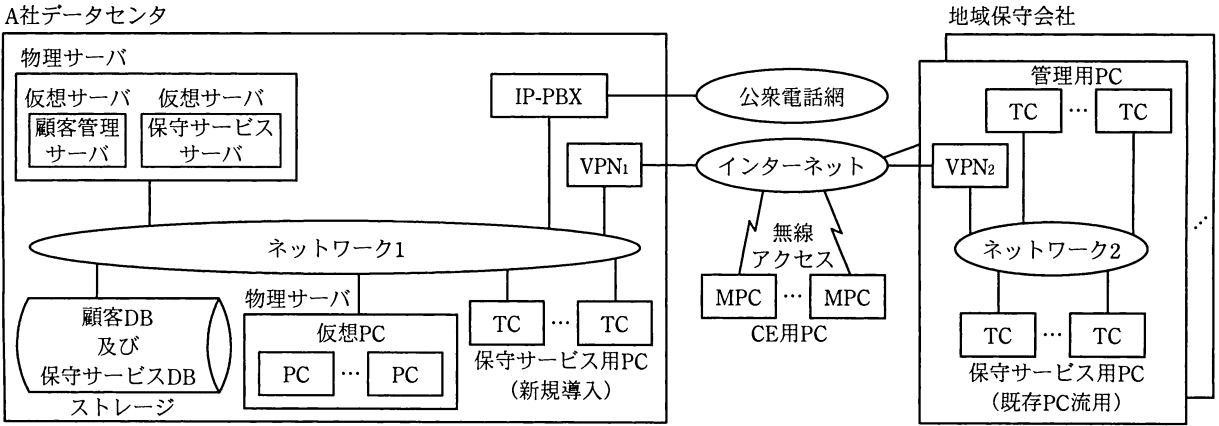 A社データセンタ
物理サーバ
仮想サーバ
顧客管理
サーバ
仮想サーバ
保守サービス
サーバ
IP-PBX
VPN1
ネットワーク1
顧客DB
及び
保守サービスDB
ストレージ
物理サーバ
仮想PC
PC … PC
TC … TC
保守サービス用PC
(新規導入)
公衆電話網
インターネット
無線
アクセス
MPC … MPC
CE用PC
地域保守会社
管理用PC
TC … TC
VPN2
ネットワーク2
TC … TC
保守サービス用PC
(既存PC流用)
…